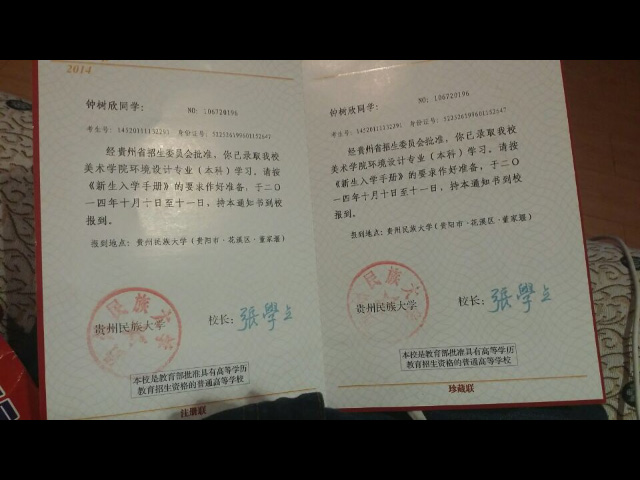 2014
钟树欣同学:
NO: 106720196
考生号: 14520111113229
身份证号:
经贵州省招生委员会批准，你已录取我校
美术学院环境设计专业（本科）学习，请按
《新生入学手册》的要求作好准备，于二〇
一四年十月十日至十一日，持本通知书到校
报到。
报到地点：贵州民族大学（贵阳市·花溪区·董家堰）
贵州民族大学
校长：張學立
本校是教育部批准具有高等学历
教育招生资格的普通高等学校
注册联
钟树欣同学:
NO: 106720196
考生号:
身份证号:
经贵州省招生委员会批准，你已录取我校
美术学院环境设计专业（本科）学习，请按
《新生入学手册》的要求作好准备，于二〇
一四年十月十日至十一日，持本通知书到校
报到。
报到地点：贵州民族大学（贵阳市·花溪区·董家堰）
贵州民族大学
校长：張學立
本校是教育部批准具有高等学历
教育招生资格的普通高等学校
珍藏联